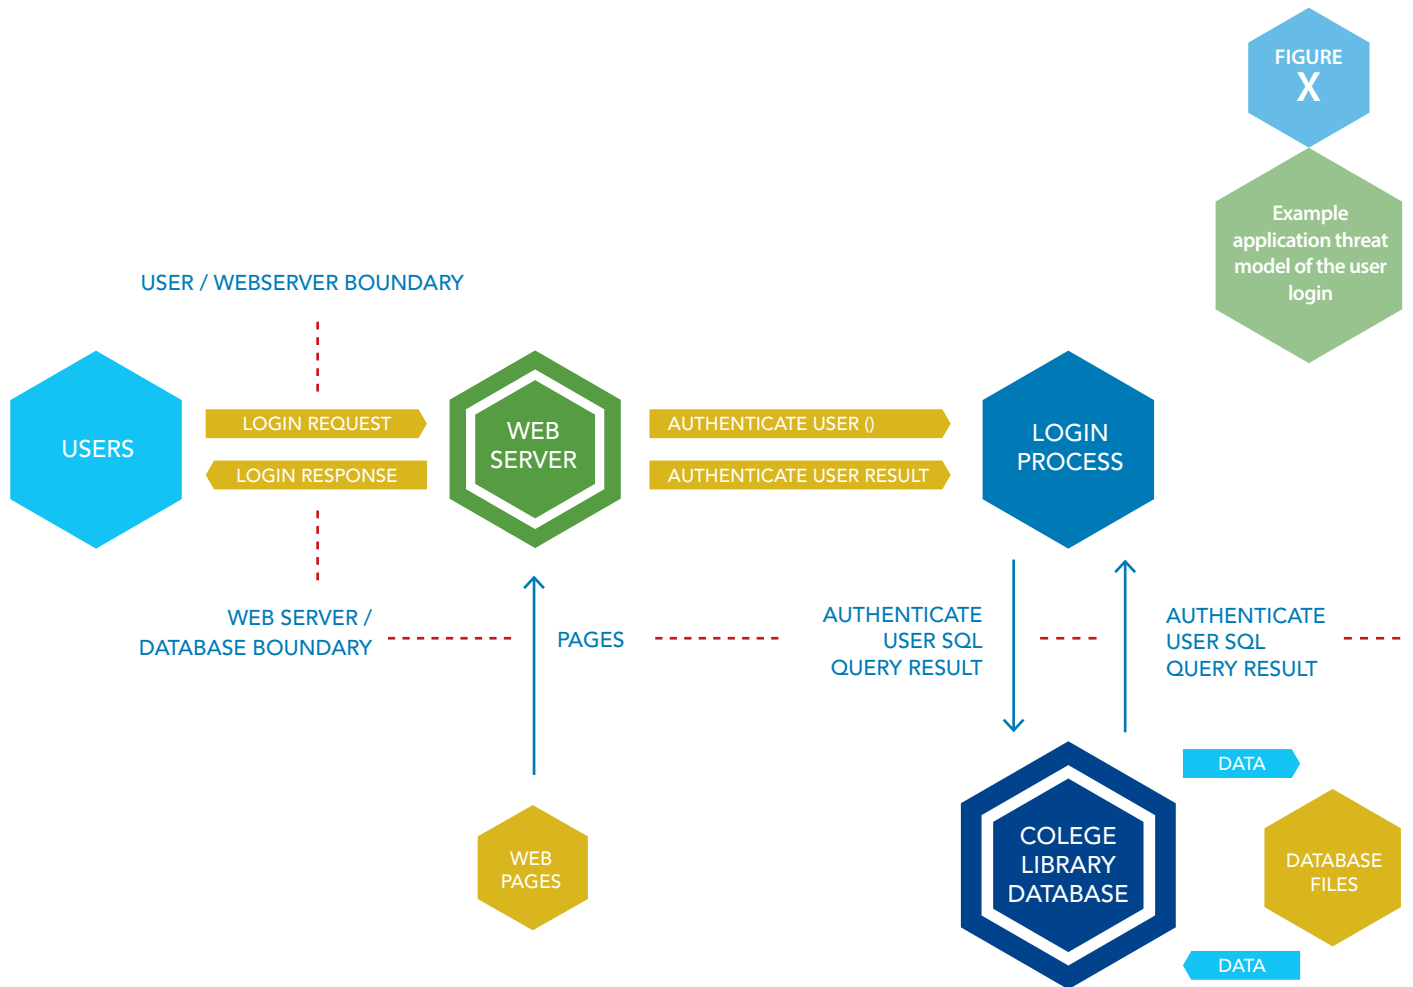 FIGURE
X
Example
application threat
model of the user
login
USER / WEBSERVER BOUNDARY
USERS
LOGIN REQUEST
LOGIN RESPONSE
WEB
SERVER
AUTHENTICATE USER ()
AUTHENTICATE USER RESULT
LOGIN
PROCESS
WEB SERVER /
DATABASE BOUNDARY
PAGES
AUTHENTICATE
USER SQL
QUERY RESULT
AUTHENTICATE
USER SQL
QUERY RESULT
WEB
PAGES
COLEGE
LIBRARY
DATABASE
DATA
DATABASE
FILES
DATA